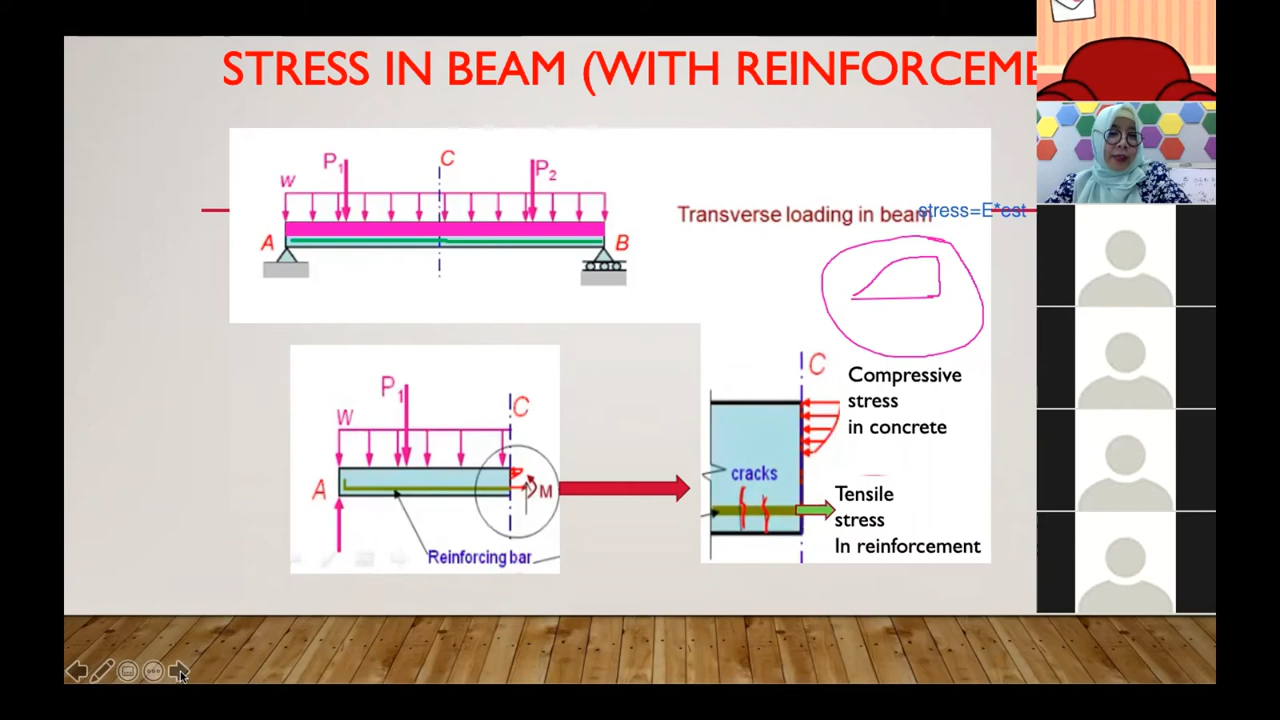 STRESS IN BEAM (WITH REINFORCEME
P1
C
P2
w
A
B
Transverse loading in beam
stress=E*est
P1
C
W
A
M
Reinforcing bar
C
Compressive
stress
in concrete
cracks
Tensile
stress
In reinforcement